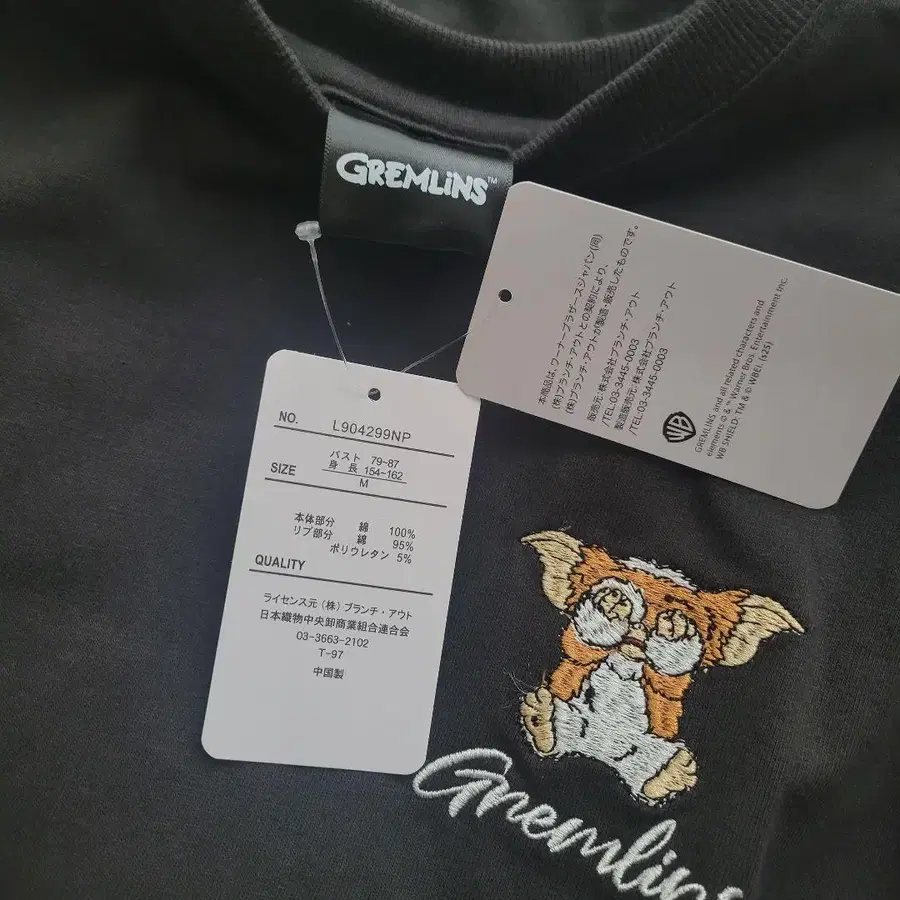 GREMLiNS™
本商品は、ワーナーブラザースジャパン(同)
(株)ブランチ・アウトとの契約により、
(株)ブランチ・アウトが製造・販売したものです。
販売元:株式会社ブランチ・アウト
/TEL:03-3445-0003
製造販売元:株式会社ブランチ・アウト
/TEL:03-3445-0003
WB
GREMLINS and all related characters and
elements © & ™ Warner Bros. Entertainment Inc.
WB SHIELD: TM & © WBEI. (s25)
NO. L904299NP
SIZE
バスト 79~87
身 長 154~162
M
本体部分 綿 100%
リブ部分 綿 95%
ポリウレタン 5%
QUALITY
ライセンス元 (株) ブランチ・アウト
日本織物中央卸商業組合連合会
03-3663-2102
T-97
中国製
Gremlins